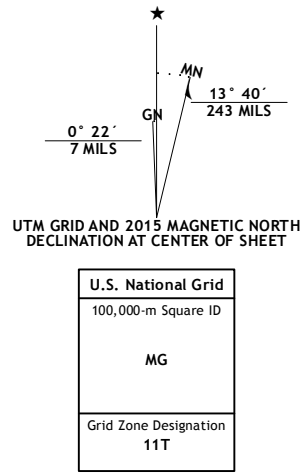 ★
MN
GN
13° 40´
243 MILS
0° 22´
7 MILS
UTM GRID AND 2015 MAGNETIC NORTH
DECLINATION AT CENTER OF SHEET
U.S. National Grid
100,000-m Square ID
MG
Grid Zone Designation
11T